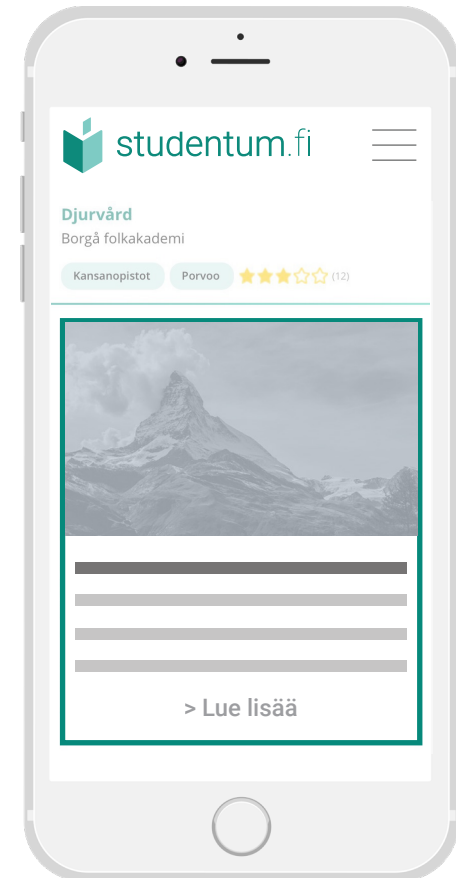 studentum.fi
Djurvård
Borgå folkakademi
Kansanopistot Porvoo (12)
> Lue lisää